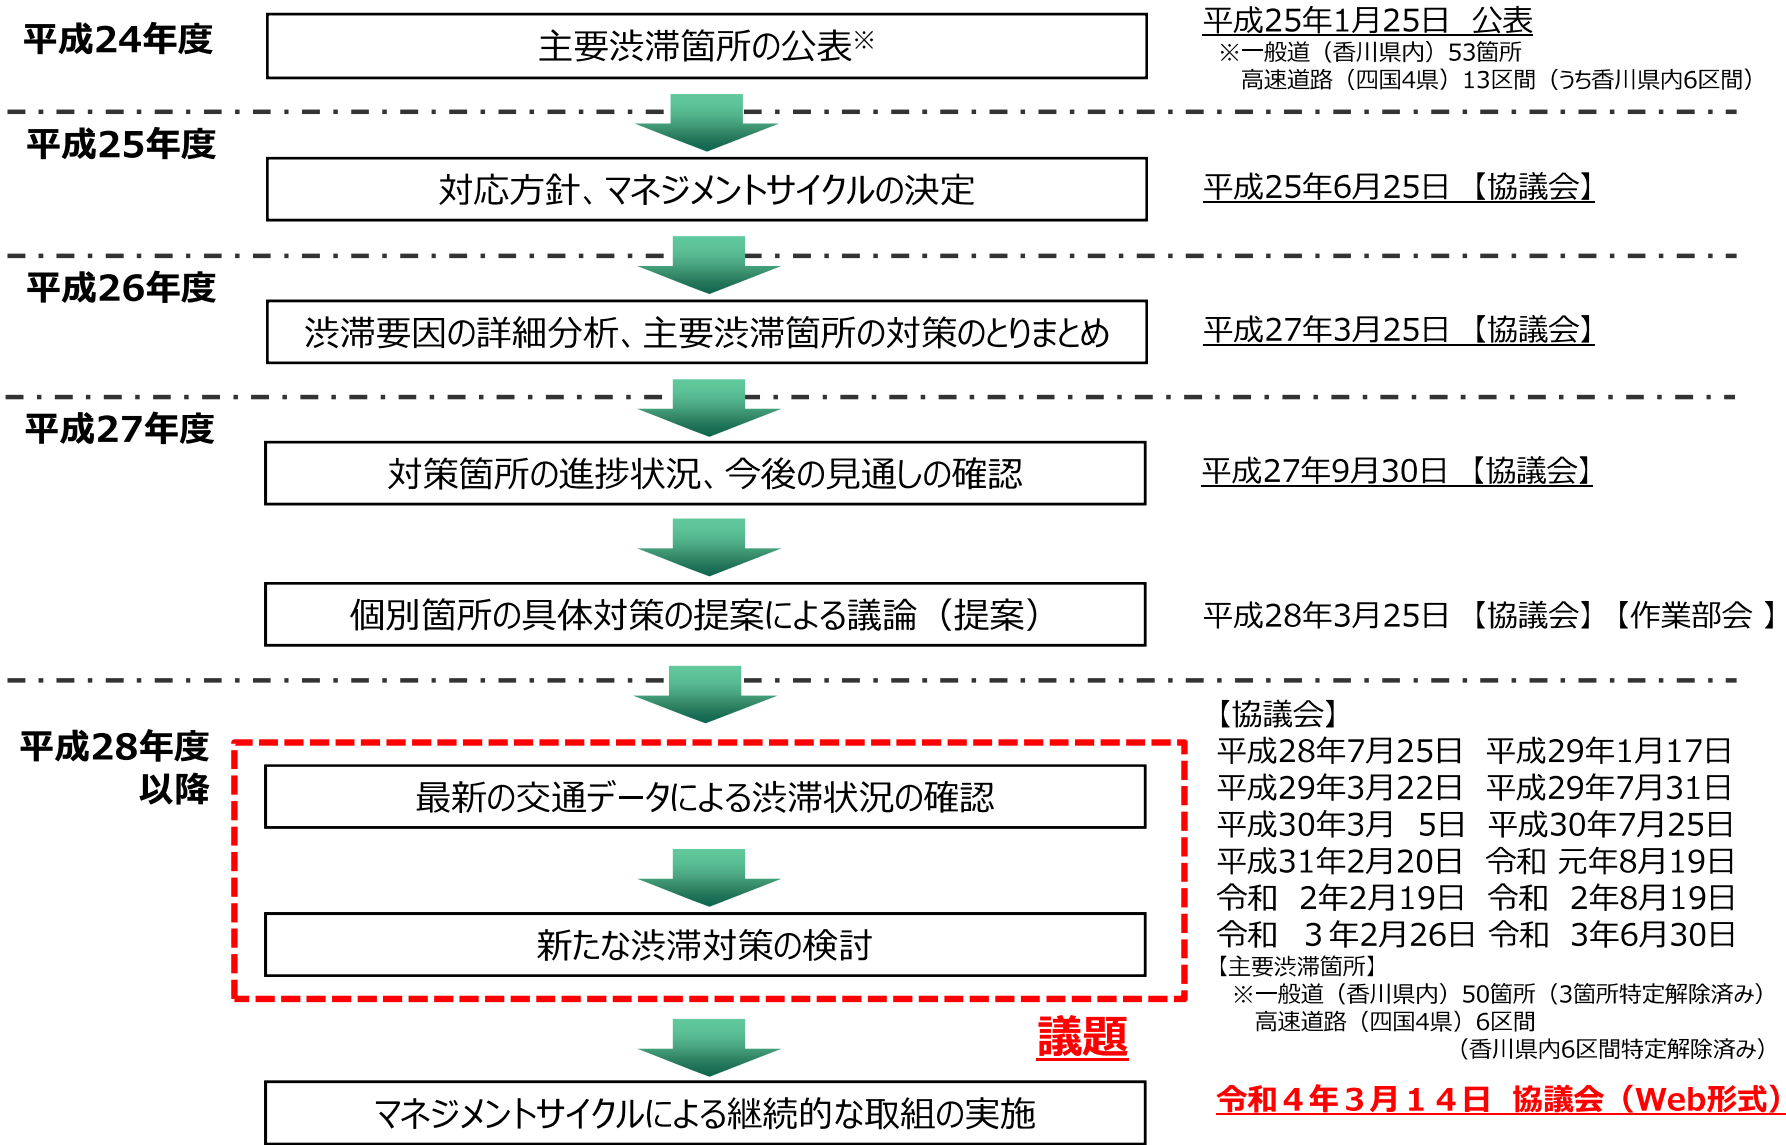 平成24年度
主要渋滞箇所の公表※
平成25年1月25日 公表
※一般道（香川県内）53箇所
高速道路（四国4県）13区間（うち香川県内6区間）
平成25年度
対応方針、マネジメントサイクルの決定
平成25年6月25日 【協議会】
平成26年度
渋滞要因の詳細分析、主要渋滞箇所の対策のとりまとめ
平成27年3月25日 【協議会】
平成27年度
対策箇所の進捗状況、今後の見通しの確認
平成27年9月30日 【協議会】
個別箇所の具体対策の提案による議論（提案）
平成28年3月25日 【協議会】【作業部会 】
平成28年度
以降
最新の交通データによる渋滞状況の確認
新たな渋滞対策の検討
議題
マネジメントサイクルによる継続的な取組の実施
【協議会】
平成28年7月25日 平成29年1月17日
平成29年3月22日 平成29年7月31日
平成30年3月 5日 平成30年7月25日
平成31年2月20日 令和 元年8月19日
令和 2年2月19日 令和 2年8月19日
令和 ３年2月26日 令和 3年6月30日
【主要渋滞箇所】
※一般道（香川県内）50箇所（3箇所特定解除済み）
高速道路（四国4県）6区間
（香川県内6区間特定解除済み）
令和４年３月１４日 協議会（Web形式）